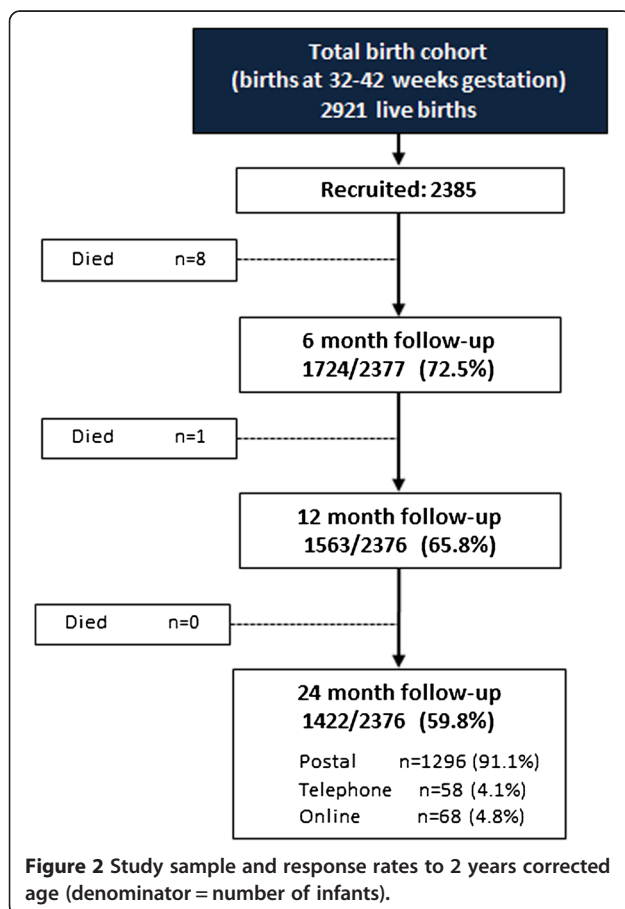 Total birth cohort
(births at 32-42 weeks gestation)
2921 live births
Recruited: 2385
Died n=8
6 month follow-up
1724/2377 (72.5%)
Died n=1
12 month follow-up
1563/2376 (65.8%)
Died n=0
24 month follow-up
1422/2376 (59.8%)
Postal n=1296 (91.1%)
Telephone n=58 (4.1%)
Online n=68 (4.8%)
Figure 2 Study sample and response rates to 2 years corrected
age (denominator = number of infants).